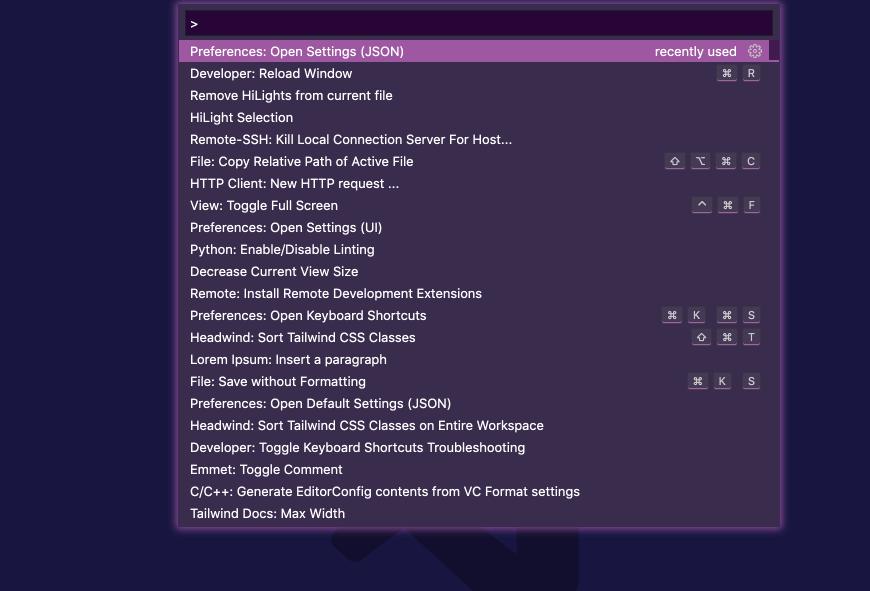 >
Preferences: Open Settings (JSON) recently used
Developer: Reload Window ⌘ R
Remove HiLights from current file
HiLight Selection
Remote-SSH: Kill Local Connection Server For Host...
File: Copy Relative Path of Active File ⇧ ⌥ ⌘ C
HTTP Client: New HTTP request ...
View: Toggle Full Screen ⌃ ⌘ F
Preferences: Open Settings (UI)
Python: Enable/Disable Linting
Decrease Current View Size
Remote: Install Remote Development Extensions
Preferences: Open Keyboard Shortcuts ⌘ K ⌘ S
Headwind: Sort Tailwind CSS Classes ⇧ ⌘ T
Lorem Ipsum: Insert a paragraph
File: Save without Formatting ⌘ K S
Preferences: Open Default Settings (JSON)
Headwind: Sort Tailwind CSS Classes on Entire Workspace
Developer: Toggle Keyboard Shortcuts Troubleshooting
Emmet: Toggle Comment
C/C++: Generate EditorConfig contents from VC Format settings
Tailwind Docs: Max Width